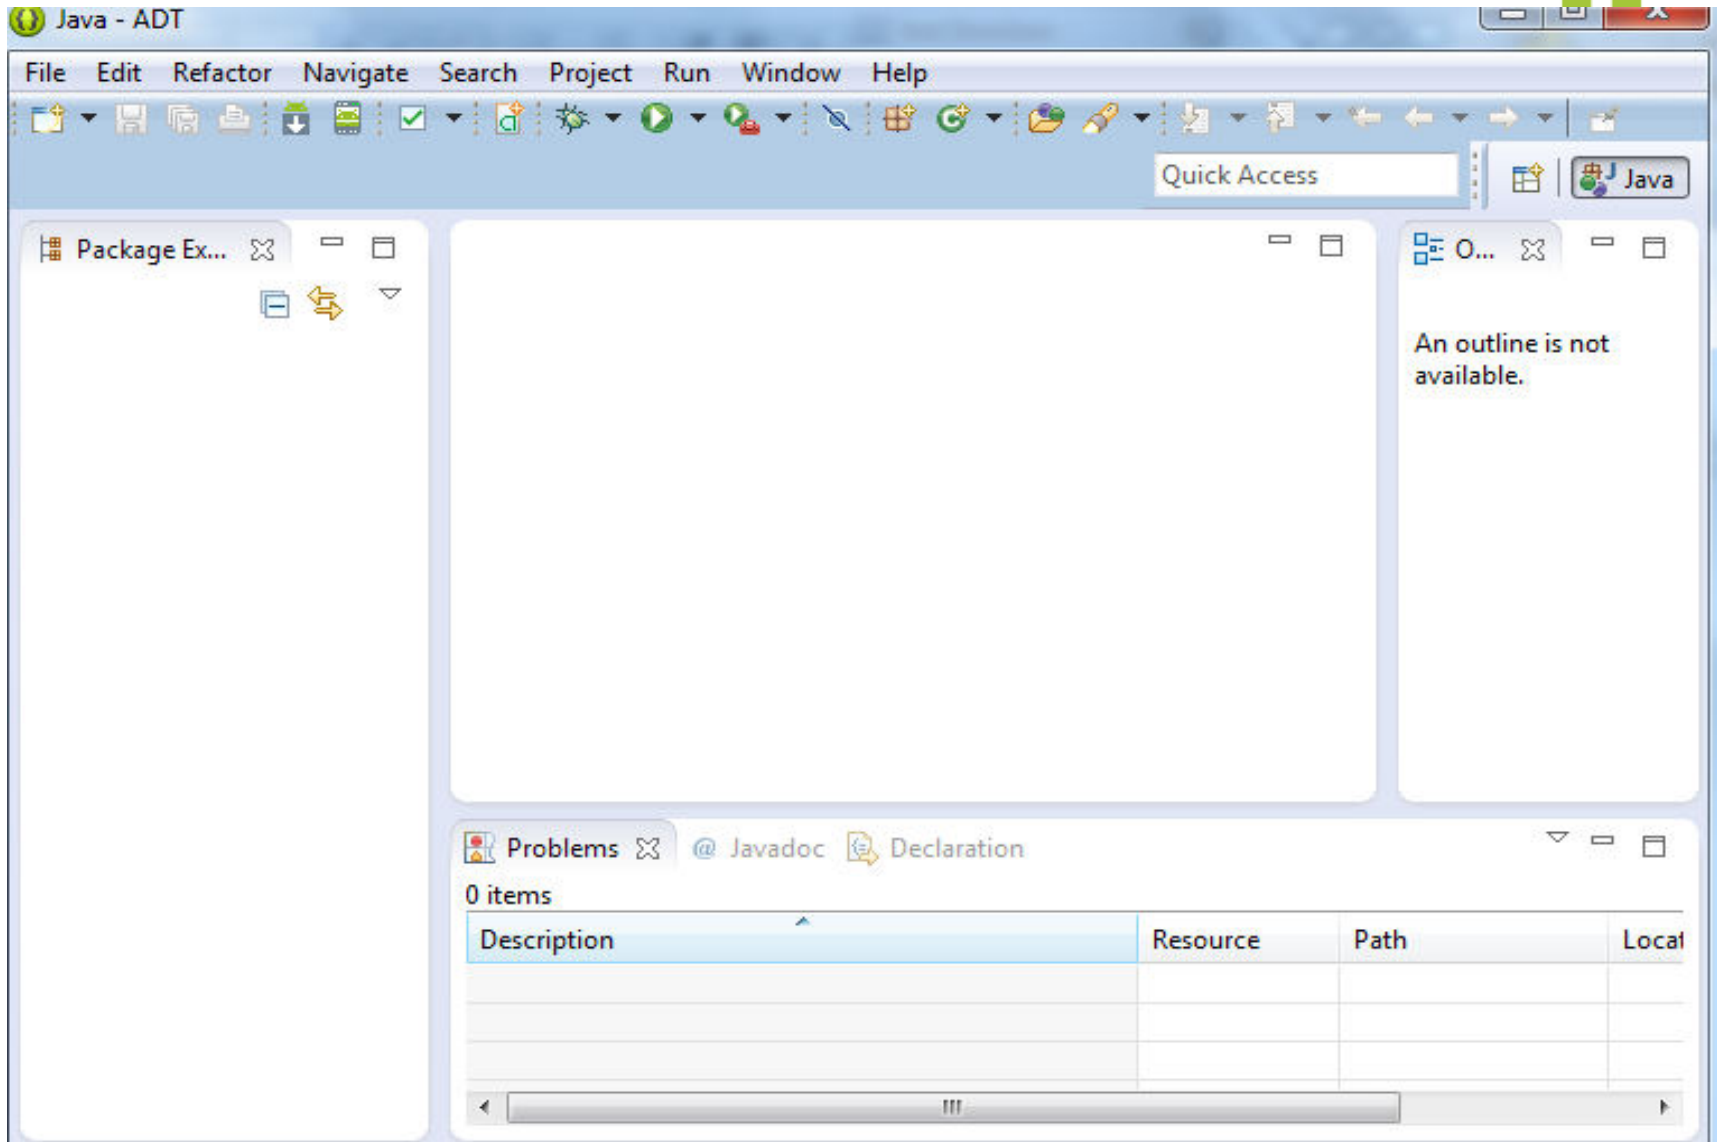 Java - ADT
File Edit Refactor Navigate Search Project Run Window Help
Quick Access
Java
Package Ex...
O...
An outline is not
available.
Problems @ Javadoc Declaration
0 items
Description Resource Path Locat